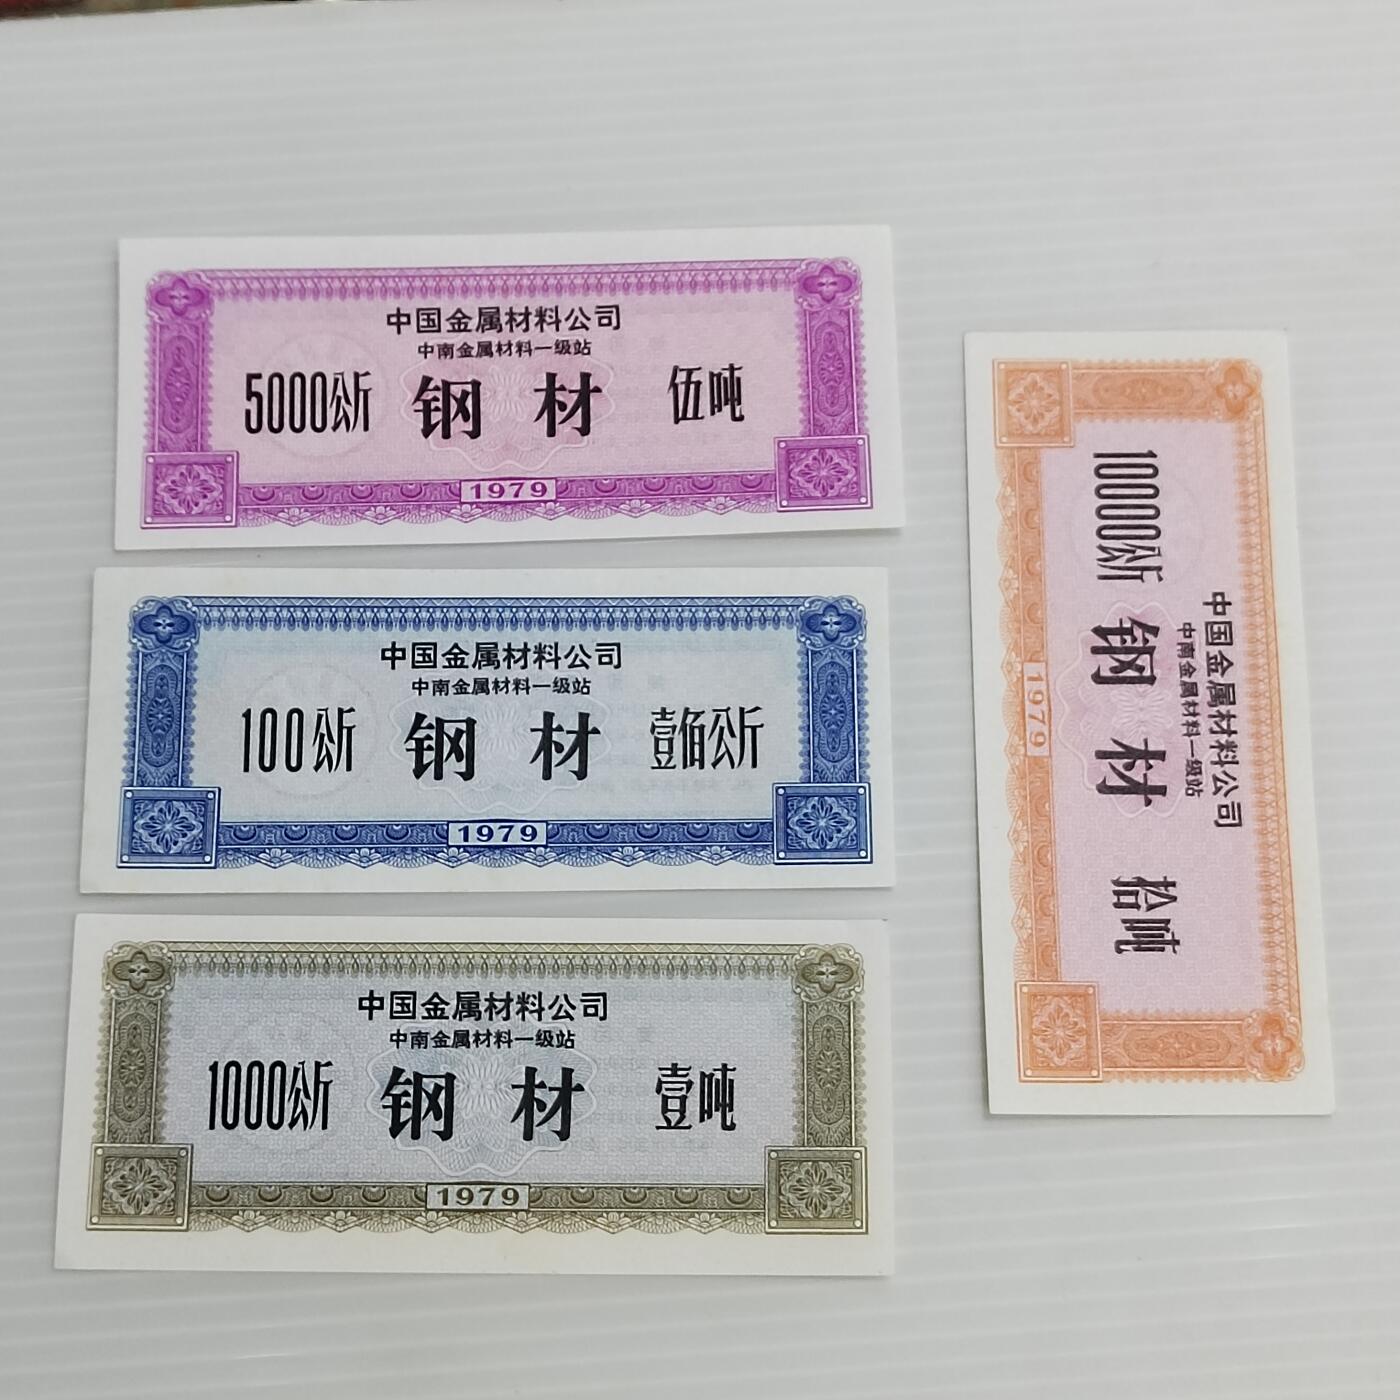 中国金属材料公司
中南金属材料一级站
5000公斤 钢材 伍吨
1979
中国金属材料公司
中南金属材料一级站
100公斤 钢材 壹佰公斤
1979
中国金属材料公司
中南金属材料一级站
1000公斤 钢材 壹吨
1979
中国金属材料公司
中南金属材料一级站
10000公斤 钢材 拾吨
1979